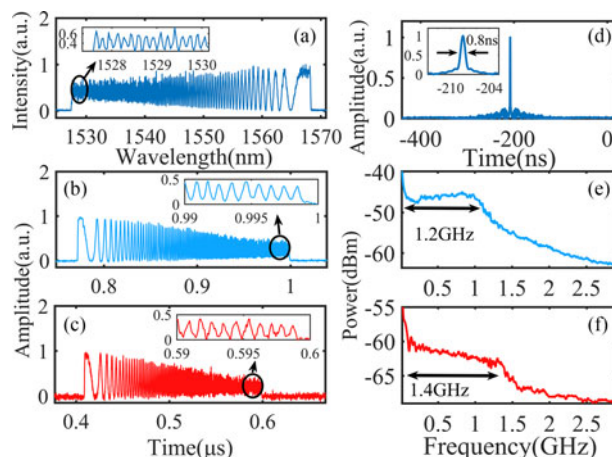 Intensity(a.u.)
2
1
0
0.6
0.4
1528 1529 1530
(a)
1530 1540 1550 1560 1570
Wavelength(nm)
Amplitude(a.u.)
2
1
0
0.5
0
0.99 0.995 1
(b)
0.8 0.9 1
2
1
0
0.5
0
0.59 0.595 0.6
(c)
0.4 0.5 0.6
Time(μs)
Amplitude(a.u.)
1
0.5
0
1
0.5
0
0.8ns
-210 -204
(d)
-400 -200 0
Time(ns)
Power(dBm)
-40
-50
-60
1.2GHz
(e)
0.5 1 1.5 2 2.5
-55
-60
-65
1.4GHz
(f)
0.5 1 1.5 2 2.5
Frequency(GHz)